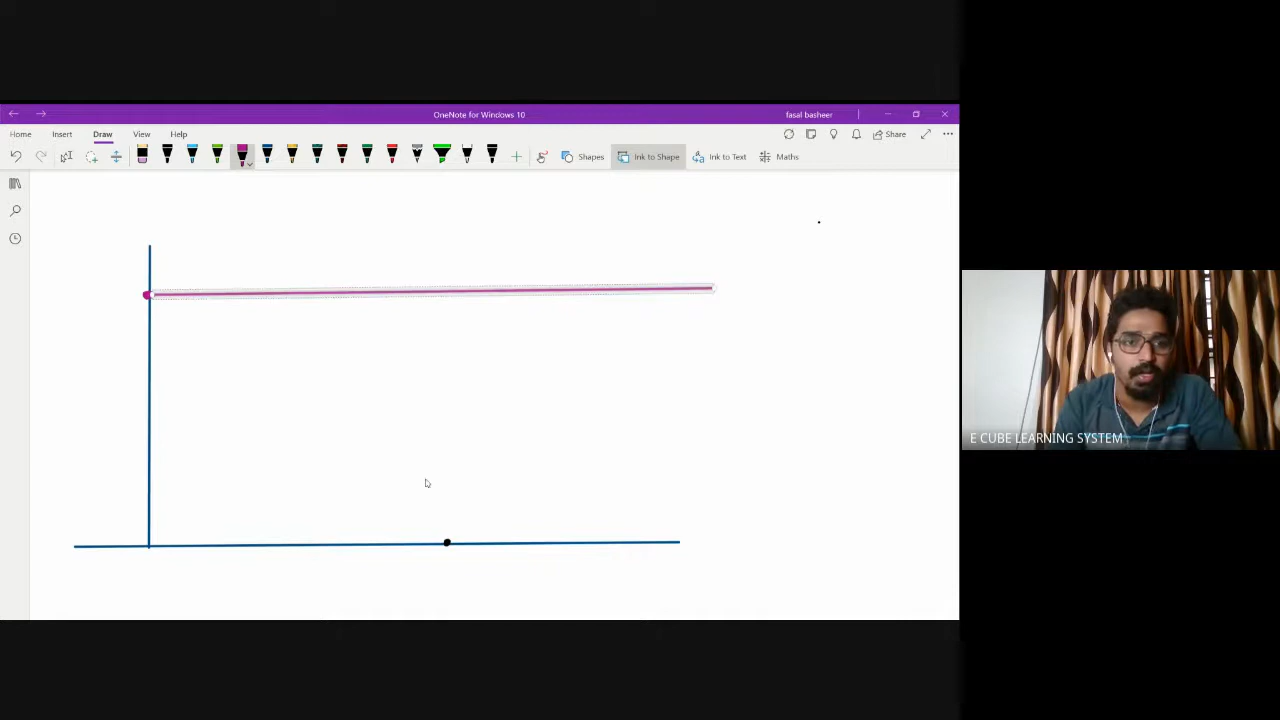 OneNote for Windows 10
fasal basheer
Home Insert Draw View Help
Share
Shapes Ink to Shape Ink to Text Maths
E CUBE LEARNING SYSTEM